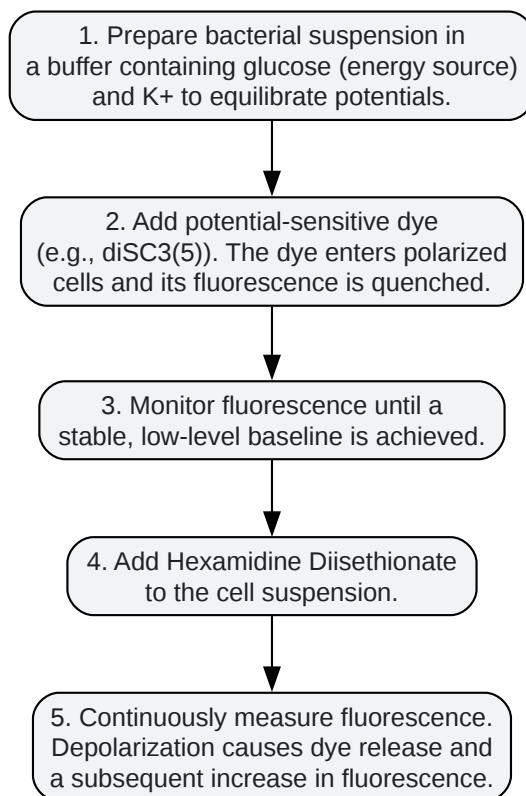 1. Prepare bacterial suspension in
a buffer containing glucose (energy source)
and K+ to equilibrate potentials.
2. Add potential-sensitive dye
(e.g., diSC3(5)). The dye enters polarized
cells and its fluorescence is quenched.
3. Monitor fluorescence until a
stable, low-level baseline is achieved.
4. Add Hexamidine Diisethionate
to the cell suspension.
5. Continuously measure fluorescence.
Depolarization causes dye release and
a subsequent increase in fluorescence.